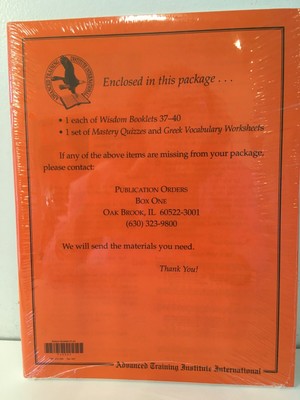 Enclosed in this package . . .
• 1 each of Wisdom Booklets 37–40
• 1 set of Mastery Quizzes and Greek Vocabulary Worksheets
If any of the above items are missing from your package,
please contact:
PUBLICATION ORDERS
BOX ONE
OAK BROOK, IL 60522-3001
(630) 323-9800
We will send the materials you need.
Thank You!
Advanced Training Institute International